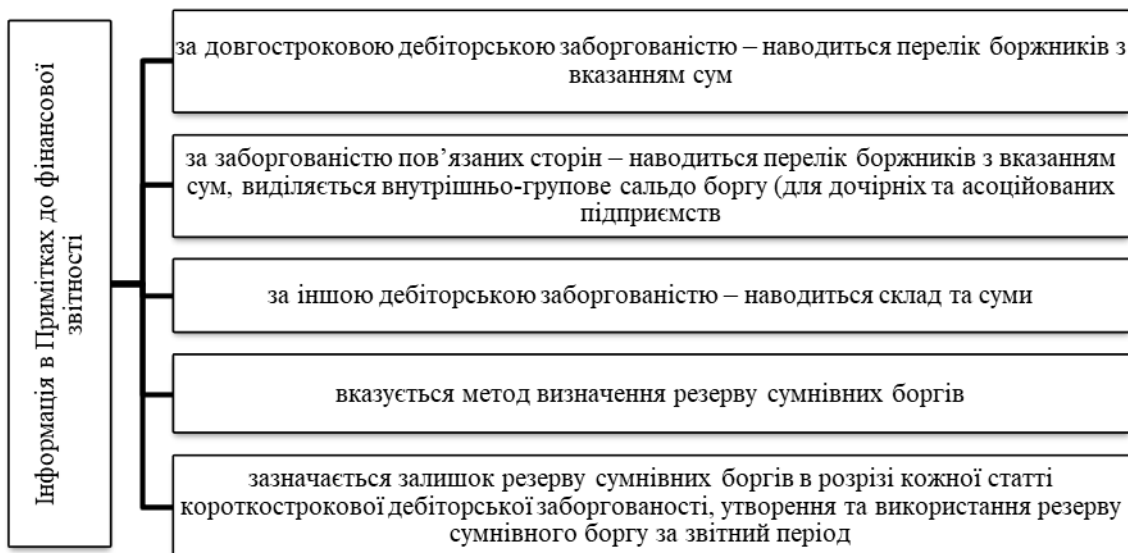 Інформація в Примітках до фінансової
звітності
за довгостроковою дебіторською заборгованістю – наводиться перелік боржників з
вказанням сум
за заборгованістю пов’язаних сторін – наводиться перелік боржників з вказанням
сум, виділяється внутрішньо-групове сальдо боргу (для дочірніх та асоційованих
підприємств
за іншою дебіторською заборгованістю – наводиться склад та суми
вказується метод визначення резерву сумнівних боргів
зазначається залишок резерву сумнівних боргів в розрізі кожної статті
короткострокової дебіторської заборгованості, утворення та використання резерву
сумнівного боргу за звітний період